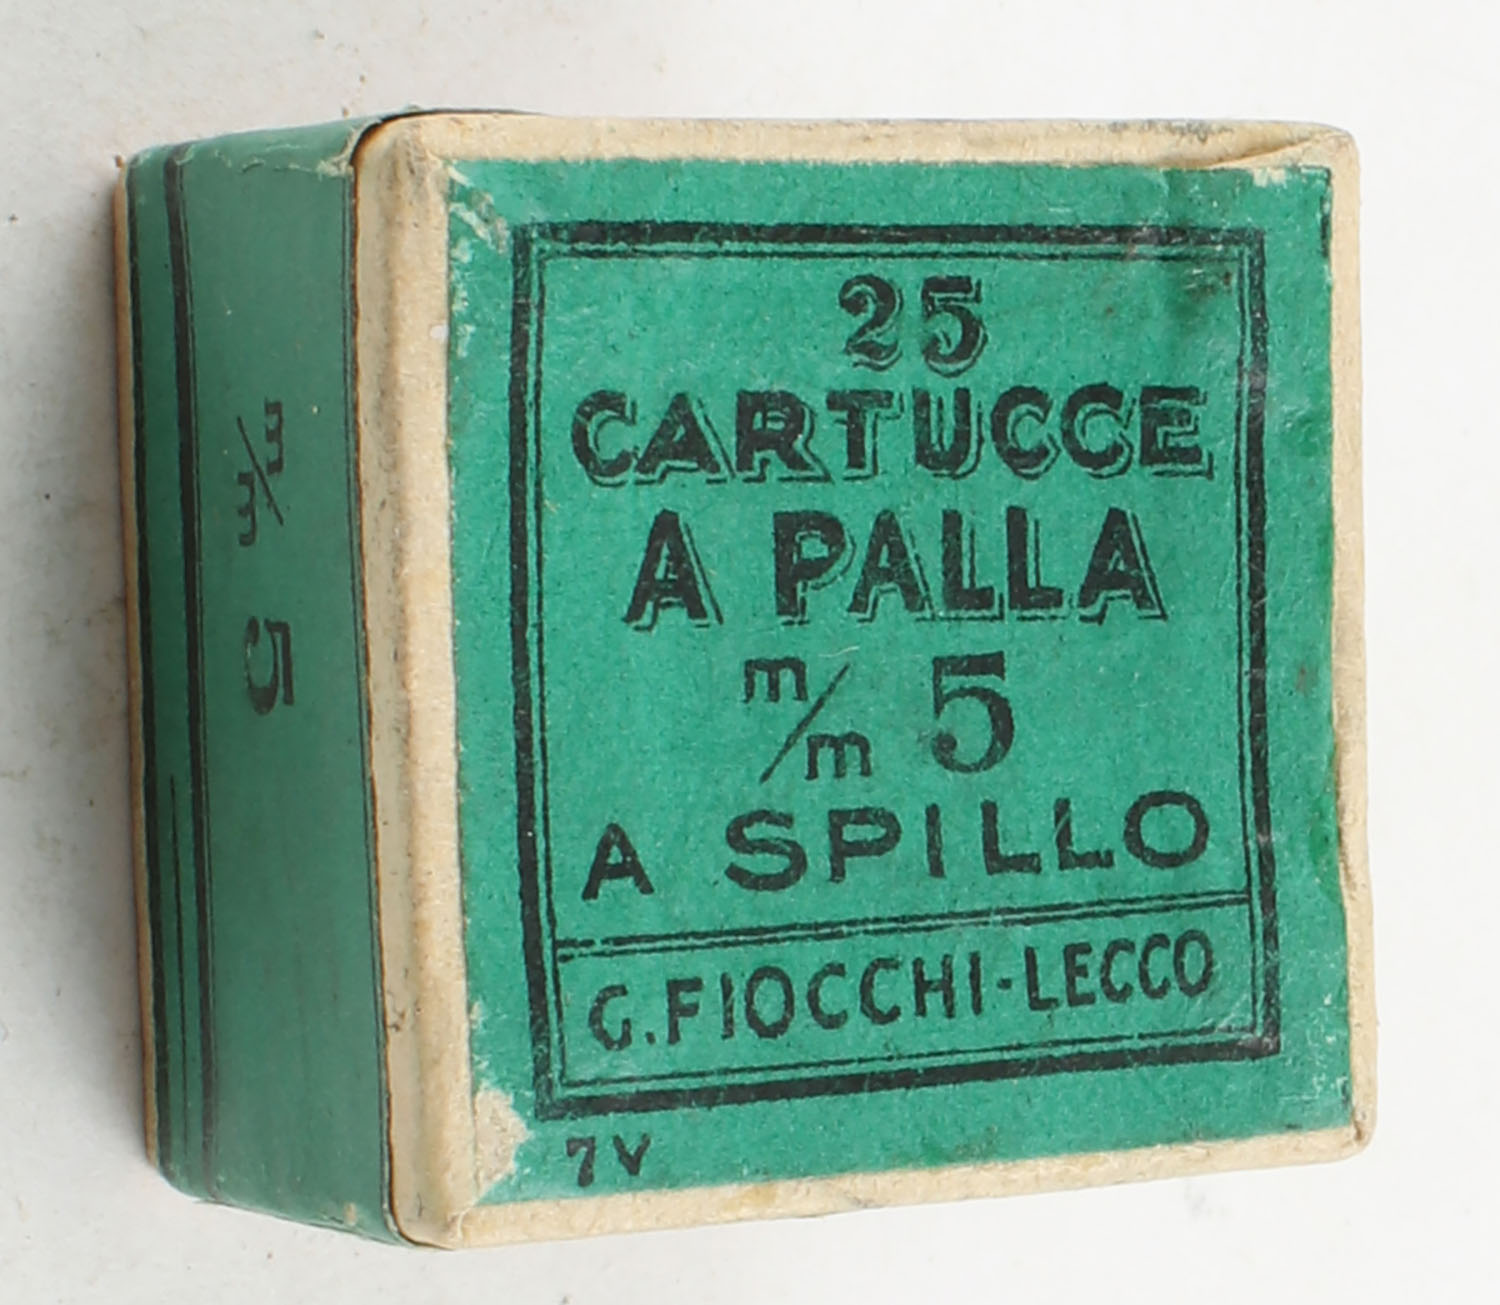 25
CARTUCCE
A PALLA
m/m 5
A SPILLO
G. FIOCCHI-LECCO
7V
m/m 5